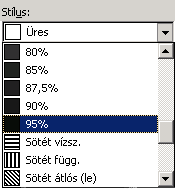 Stílus:
Üres
80%
85%
87,5%
90%
95%
Sötét vízsz.
Sötét függ.
Sötét átlós (le)